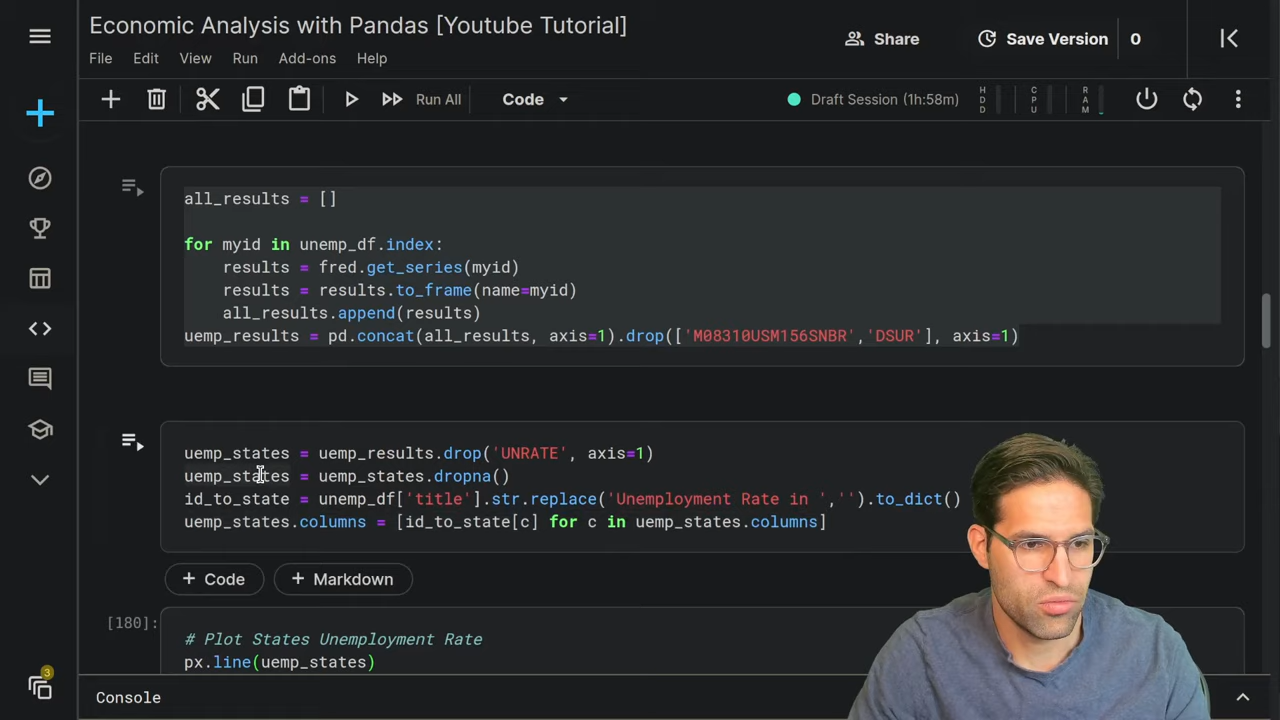 Economic Analysis with Pandas [Youtube Tutorial]
Share
Save Version 0
File Edit View Run Add-ons Help
Run All
Code
Draft Session (1h:58m)
HDD
CPU
RAM
all_results = []
for myid in unemp_df.index:
    results = fred.get_series(myid)
    results = results.to_frame(name=myid)
    all_results.append(results)
uemp_results = pd.concat(all_results, axis=1).drop(['M08310USM156SNBR','DSUR'], axis=1)
uemp_states = uemp_results.drop('UNRATE', axis=1)
uemp_states = uemp_states.dropna()
id_to_state = unemp_df['title'].str.replace('Unemployment Rate in ','').to_dict()
uemp_states.columns = [id_to_state[c] for c in uemp_states.columns]
+ Code + Markdown
[180]:
# Plot States Unemployment Rate
px.line(uemp_states)
3
Console